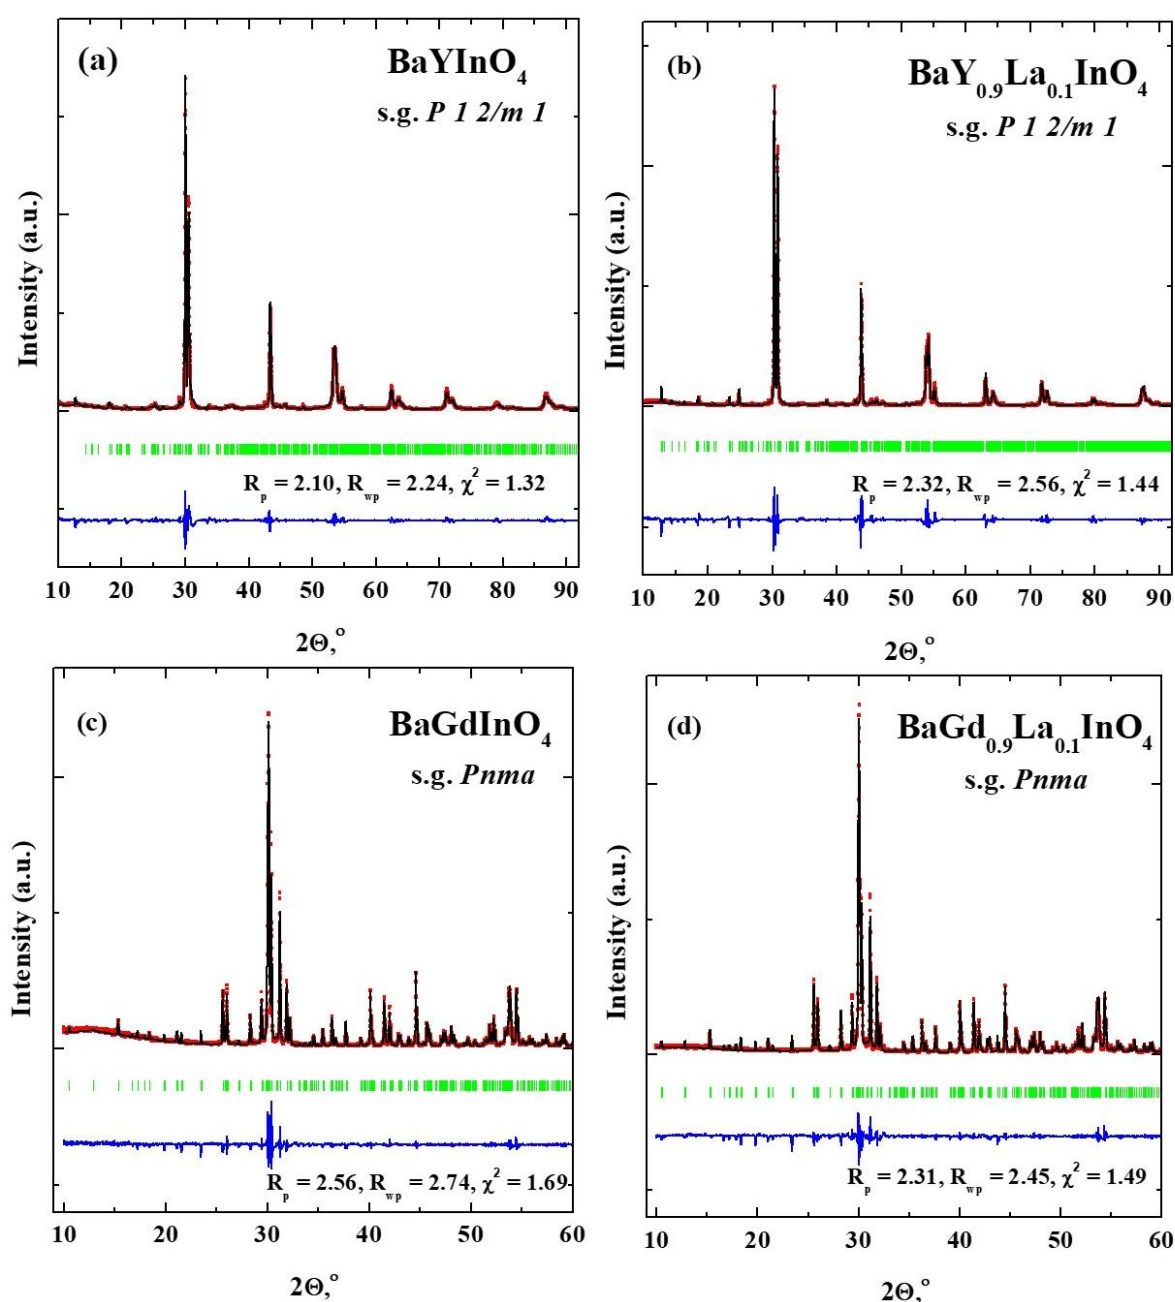 (a)
BaYInO₄
s.g. P 1 2/m 1
Intensity (a.u.)
Rₚ = 2.10, R_wp = 2.24, χ² = 1.32
10 20 30 40 50 60 70 80 90
2Θ,°
(b)
BaY₀.₉La₀.₁InO₄
s.g. P 1 2/m 1
Intensity (a.u.)
Rₚ = 2.32, R_wp = 2.56, χ² = 1.44
10 20 30 40 50 60 70 80 90
2Θ,°
(c)
BaGdInO₄
s.g. Pnma
Intensity (a.u.)
Rₚ = 2.56, R_wp = 2.74, χ² = 1.69
10 20 30 40 50 60
2Θ,°
(d)
BaGd₀.₉La₀.₁InO₄
s.g. Pnma
Intensity (a.u.)
Rₚ = 2.31, R_wp = 2.45, χ² = 1.49
10 20 30 40 50 60
2Θ,°